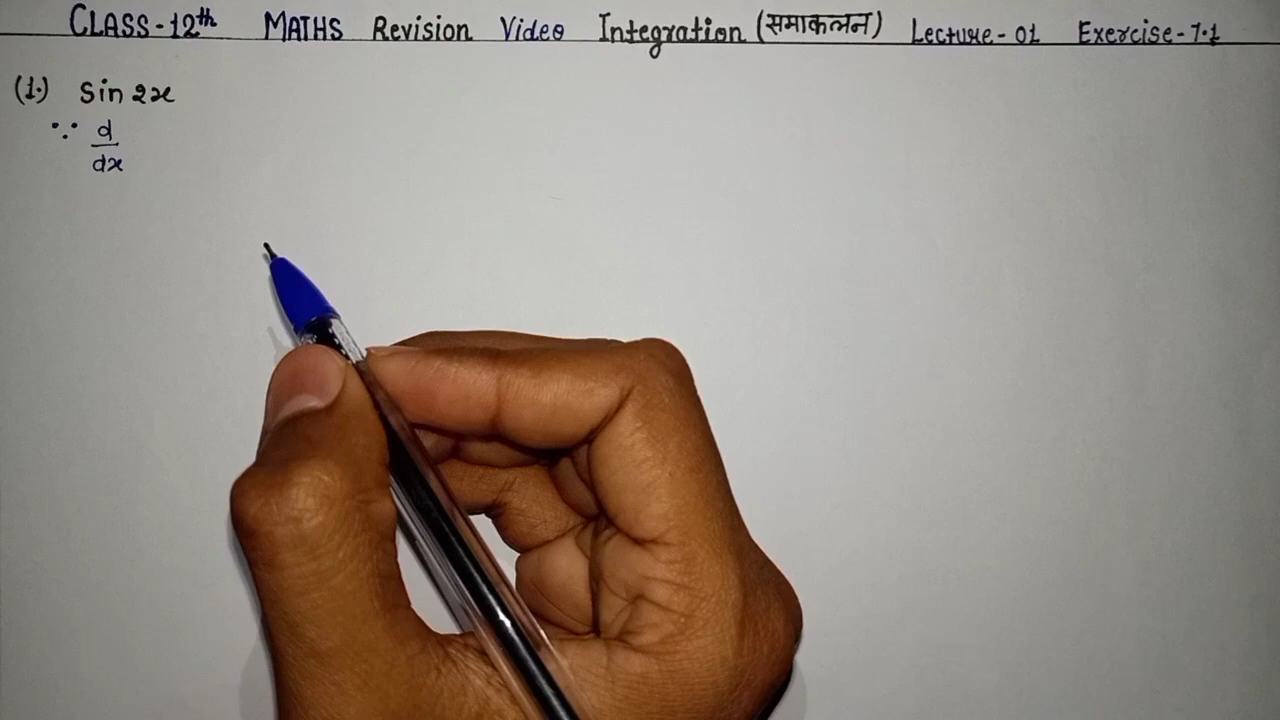 CLASS-12th MATHS Revision Video Integration (समाकलन) Lecture-01 Exercise-7.1
(1.) Sin 2x
∵ d
dx